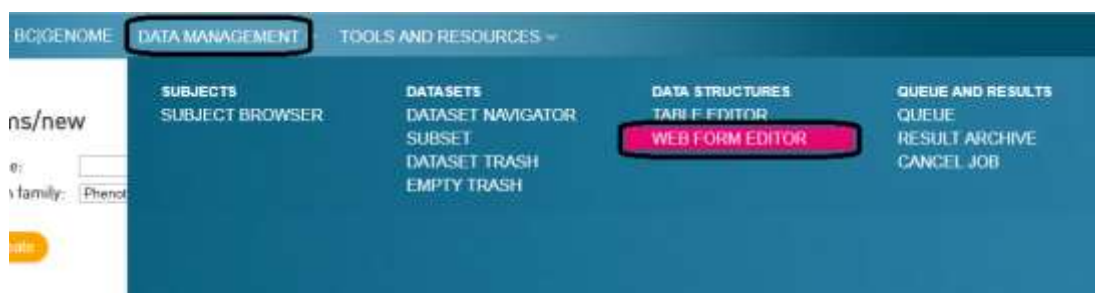 BC|GENOME DATA MANAGEMENT TOOLS AND RESOURCES
SUBJECTS
SUBJECT BROWSER
DATASETS
DATASET NAVIGATOR
SUBSET
DATASET TRASH
EMPTY TRASH
DATA STRUCTURES
TABLE EDITOR
WEB FORM EDITOR
QUEUE AND RESULTS
QUEUE
RESULT ARCHIVE
CANCEL JOB
ms/new
e:
family: Phenot